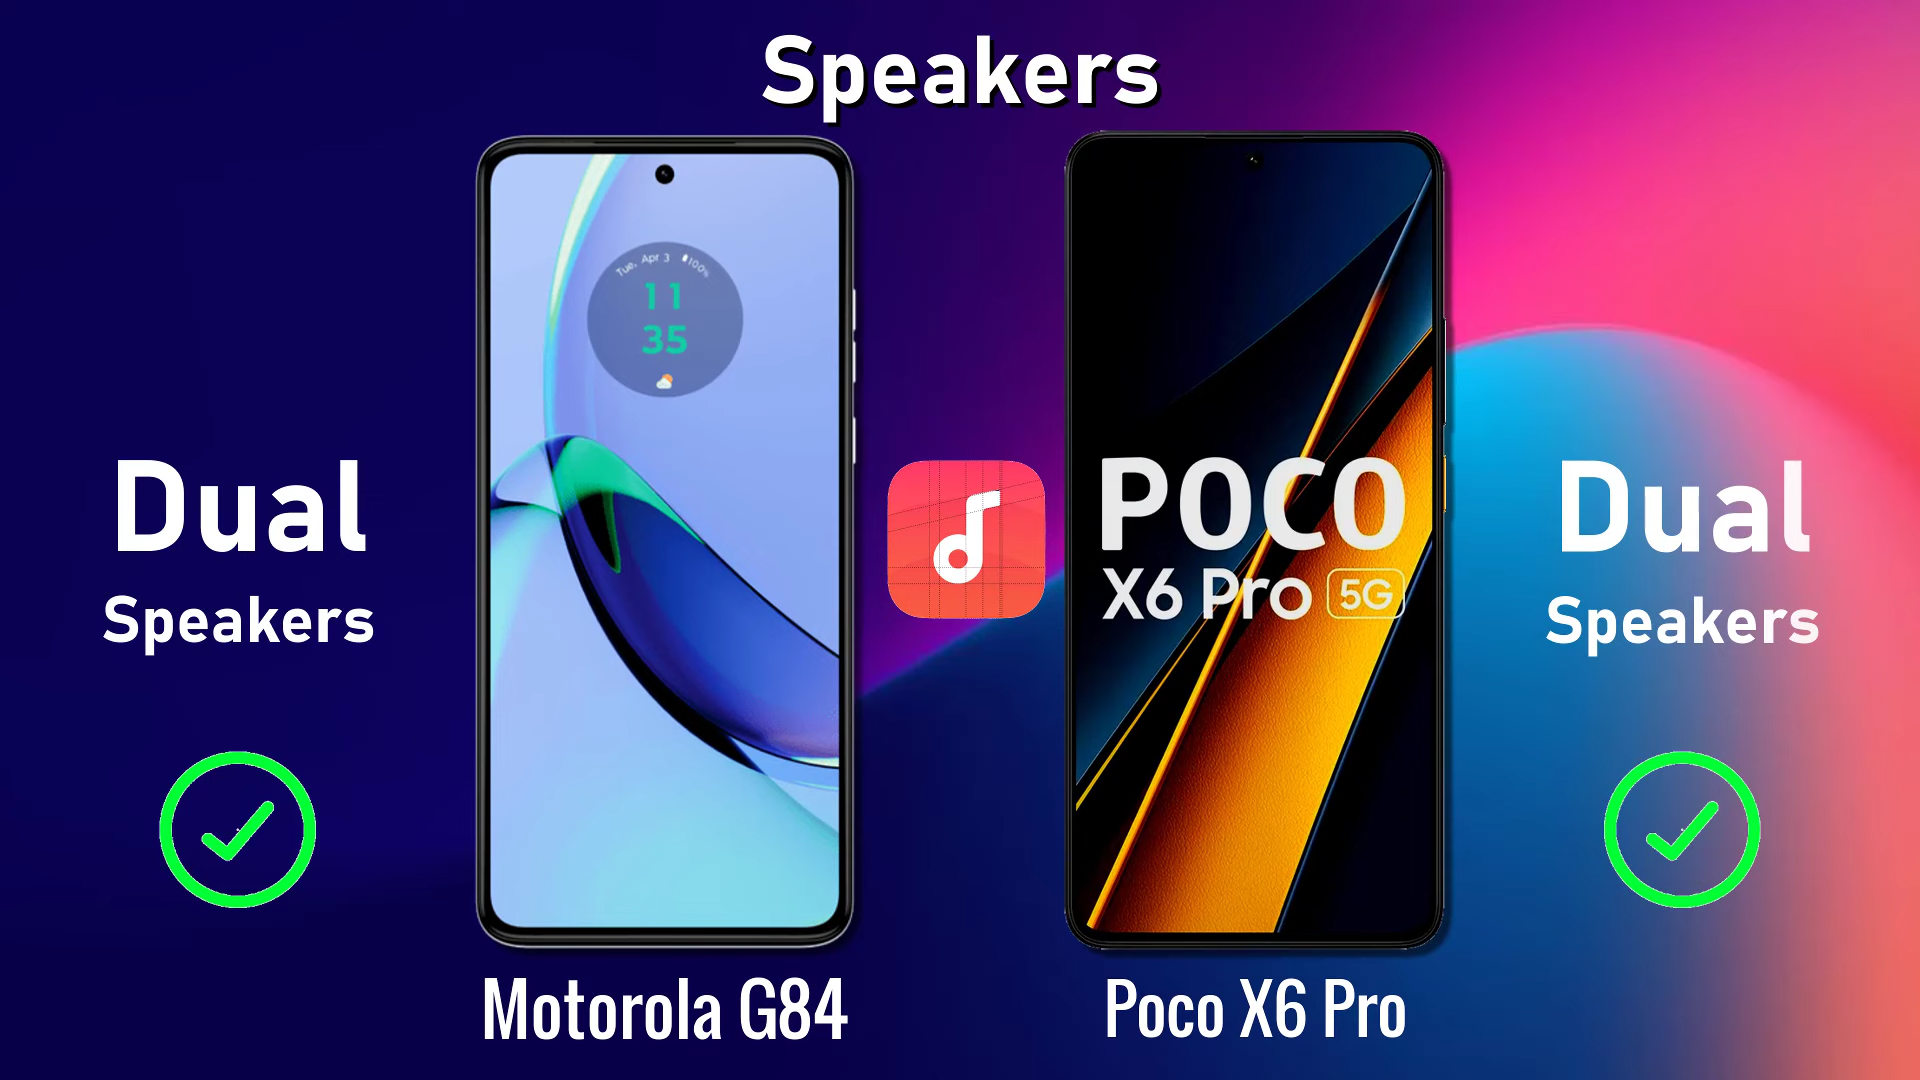 Speakers
Tue, Apr 3 100%
11
35
Dual
Speakers
POCO
X6 Pro 5G
Dual
Speakers
Motorola G84
Poco X6 Pro